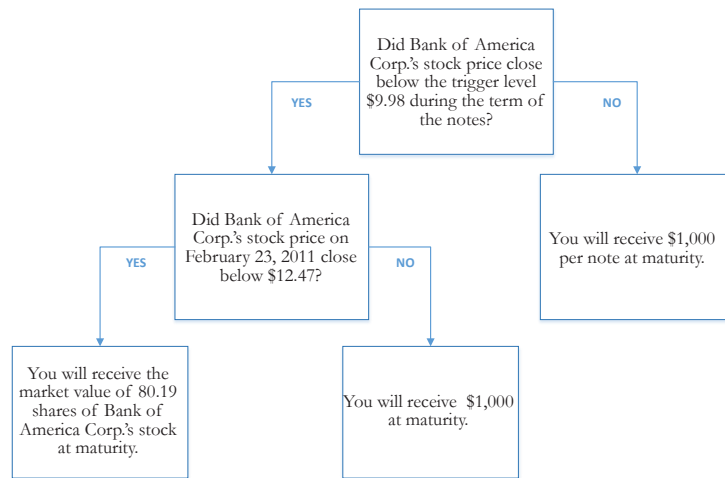 Did Bank of America
Corp.'s stock price close
below the trigger level
$9.98 during the term of
the notes?
YES
NO
Did Bank of America
Corp.'s stock price on
February 23, 2011 close
below $12.47?
You will receive $1,000
per note at maturity.
YES
NO
You will receive the
market value of 80.19
shares of Bank of
America Corp.'s stock
at maturity.
You will receive $1,000
at maturity.